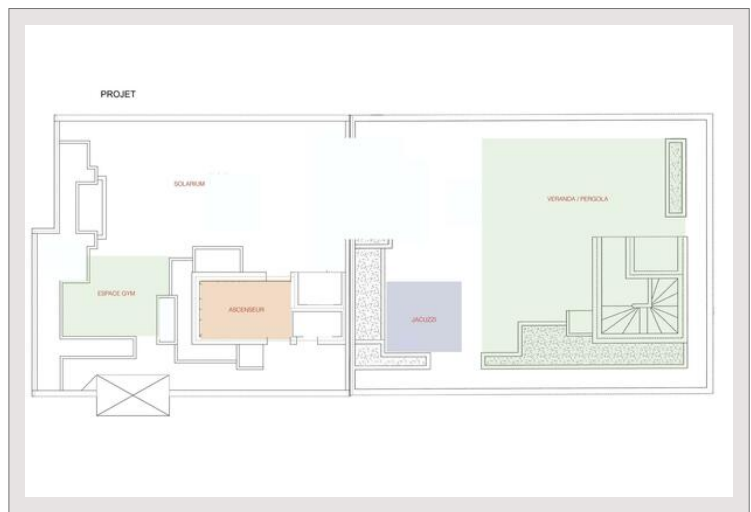 PROJET
SOLARIUM
VERANDA / PERGOLA
ESPACE GYM
ASCENSEUR
JACUZZI